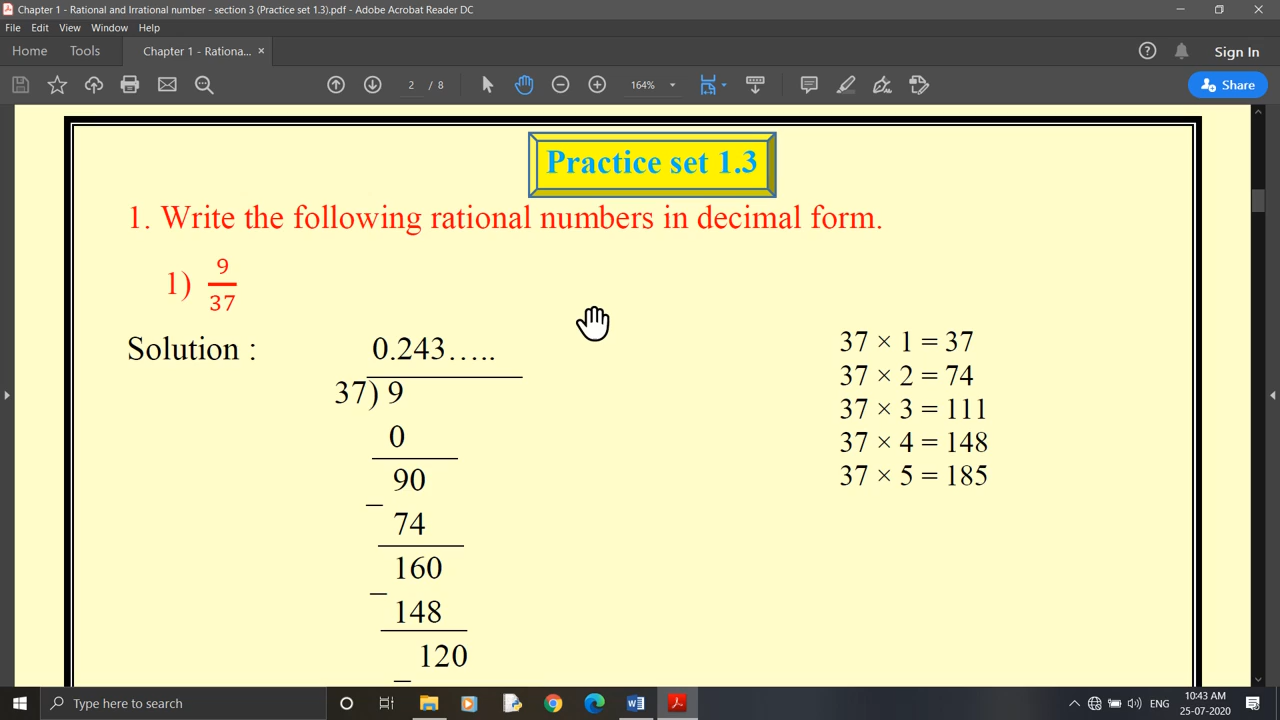 Chapter 1 - Rational and Irrational number - section 3 (Practice set 1.3).pdf - Adobe Acrobat Reader DC
File Edit View Window Help
Home Tools Chapter 1 - Rationa... × Sign In
2 / 8 164% Share
Practice set 1.3
1. Write the following rational numbers in decimal form.
1) 9/37
Solution :
0.243…..
37) 9
0
90
– 74
160
– 148
120
–
37 × 1 = 37
37 × 2 = 74
37 × 3 = 111
37 × 4 = 148
37 × 5 = 185
Type here to search
ENG
10:43 AM
25-07-2020